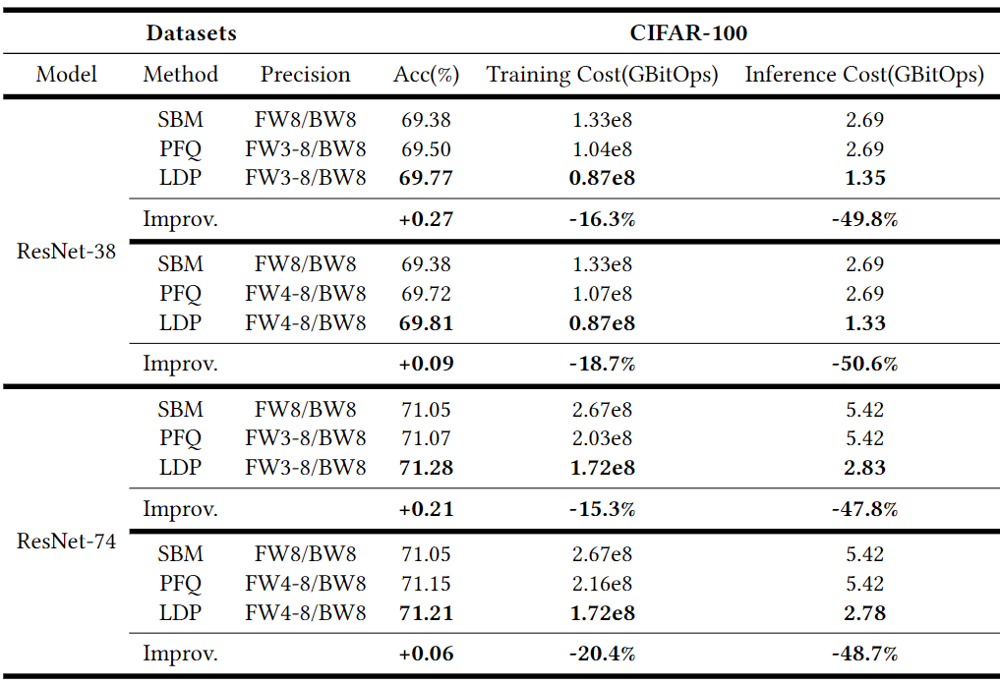 Datasets CIFAR-100
Model Method Precision Acc(%) Training Cost(GBitOps) Inference Cost(GBitOps)
SBM FW8/BW8 69.38 1.33e8 2.69
PFQ FW3-8/BW8 69.50 1.04e8 2.69
LDP FW3-8/BW8 69.77 0.87e8 1.35
Improv. +0.27 -16.3% -49.8%
ResNet-38
SBM FW8/BW8 69.38 1.33e8 2.69
PFQ FW4-8/BW8 69.72 1.07e8 2.69
LDP FW4-8/BW8 69.81 0.87e8 1.33
Improv. +0.09 -18.7% -50.6%
SBM FW8/BW8 71.05 2.67e8 5.42
PFQ FW3-8/BW8 71.07 2.03e8 5.42
LDP FW3-8/BW8 71.28 1.72e8 2.83
Improv. +0.21 -15.3% -47.8%
ResNet-74
SBM FW8/BW8 71.05 2.67e8 5.42
PFQ FW4-8/BW8 71.15 2.16e8 5.42
LDP FW4-8/BW8 71.21 1.72e8 2.78
Improv. +0.06 -20.4% -48.7%